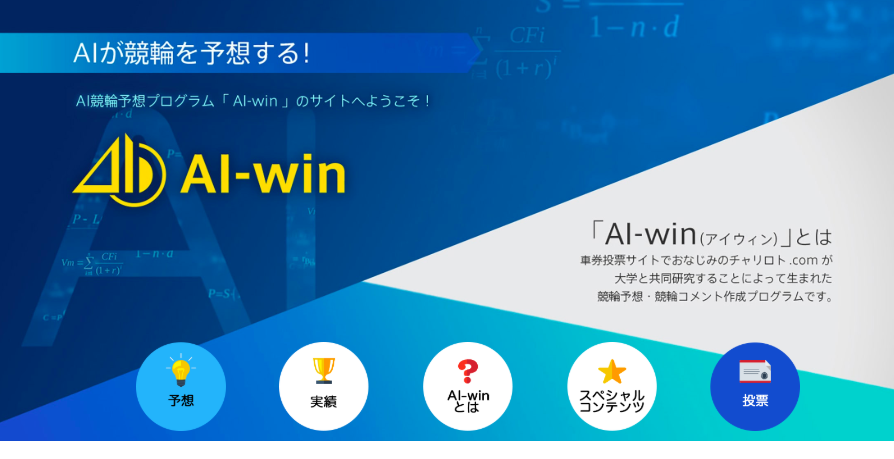 AIが競輪を予想する!
AI競輪予想プログラム「 AI-win 」のサイトへようこそ!
AI-win
「AI-win(アイウィン)」とは
車券投票サイトでおなじみのチャリロト.comが
大学と共同研究することによって生まれた
競輪予想・競輪コメント作成プログラムです。
予想
実績
AI-win
とは
スペシャル
コンテンツ
投票